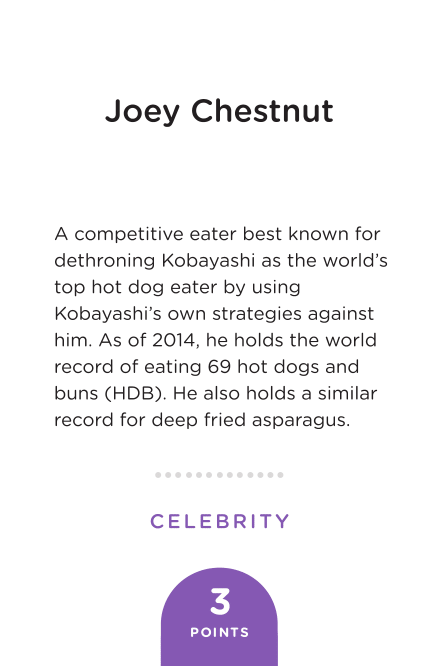 Joey Chestnut
A competitive eater best known for
dethroning Kobayashi as the world’s
top hot dog eater by using
Kobayashi’s own strategies against
him. As of 2014, he holds the world
record of eating 69 hot dogs and
buns (HDB). He also holds a similar
record for deep fried asparagus.
CELEBRITY
3
POINTS